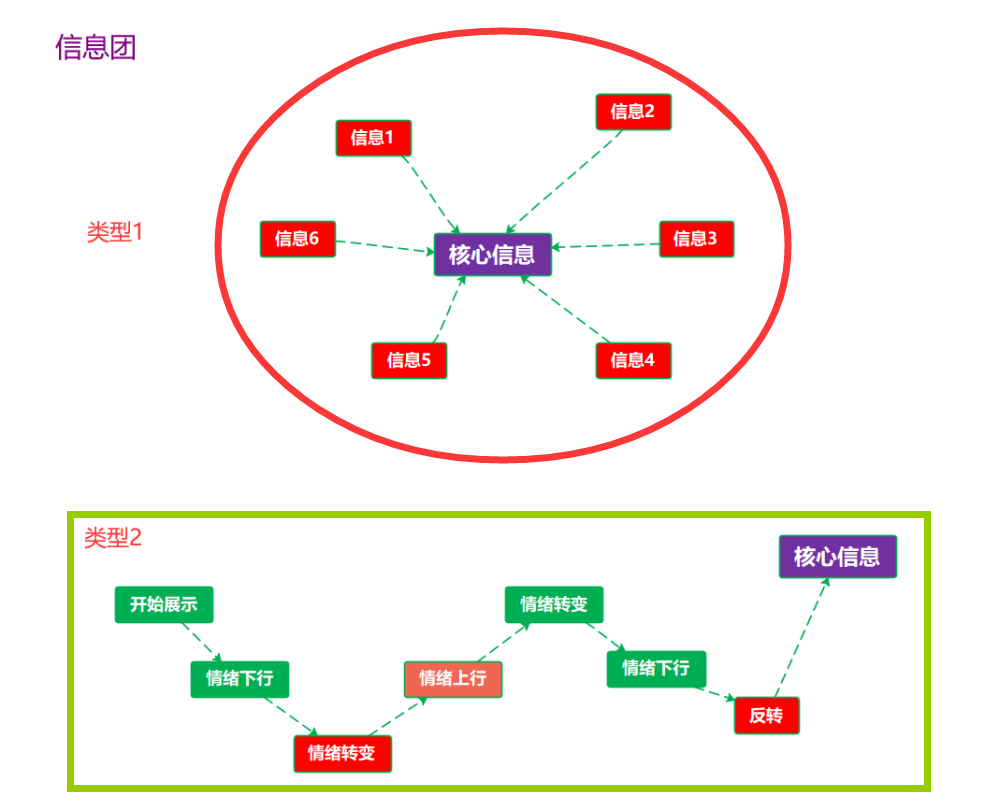 信息团
信息2
信息1
类型1
信息6
信息3
核心信息
信息5
信息4
类型2
核心信息
开始展示
情绪转变
情绪下行
情绪上行
情绪下行
反转
情绪转变